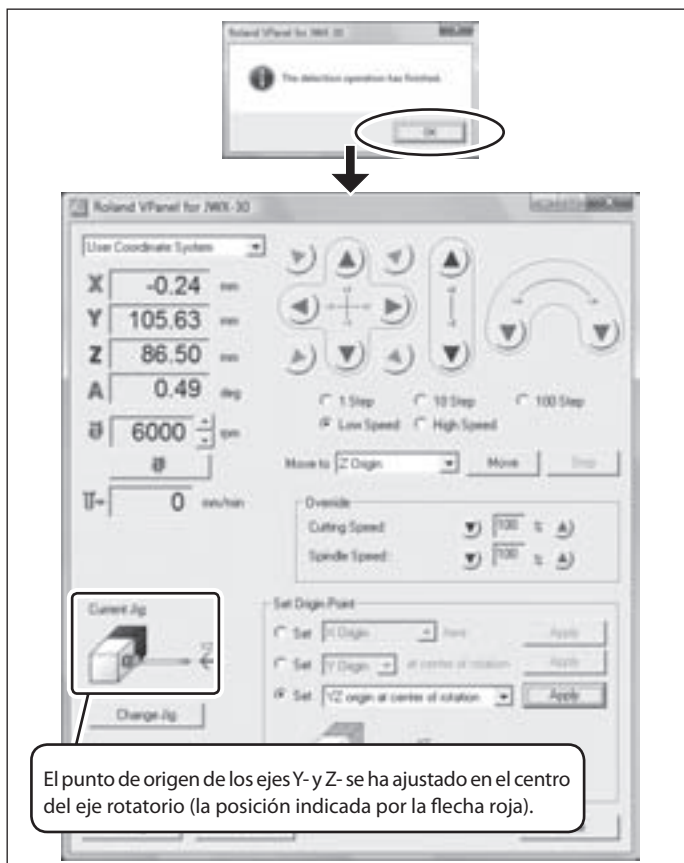 Roland VPanel for JWX-30
The detection operation has finished.
OK
Roland VPanel for JWX-30
User Coordinate System
X -0.24 mm
Y 105.63 mm
Z 86.50 mm
A 0.49 deg
6000 rpm
0 mm/min
1 Step 10 Step 100 Step
Low Speed High Speed
Move to Z Origin Move Stop
Override
Cutting Speed: 100 %
Spindle Speed: 100 %
Current Jig
Change Jig
Set Origin Point
Set X Origin here Apply
Set Y Origin at center of rotation Apply
Set YZ origin at center of rotation Apply
El punto de origen de los ejes Y- y Z- se ha ajustado en el centro
del eje rotatorio (la posición indicada por la flecha roja).